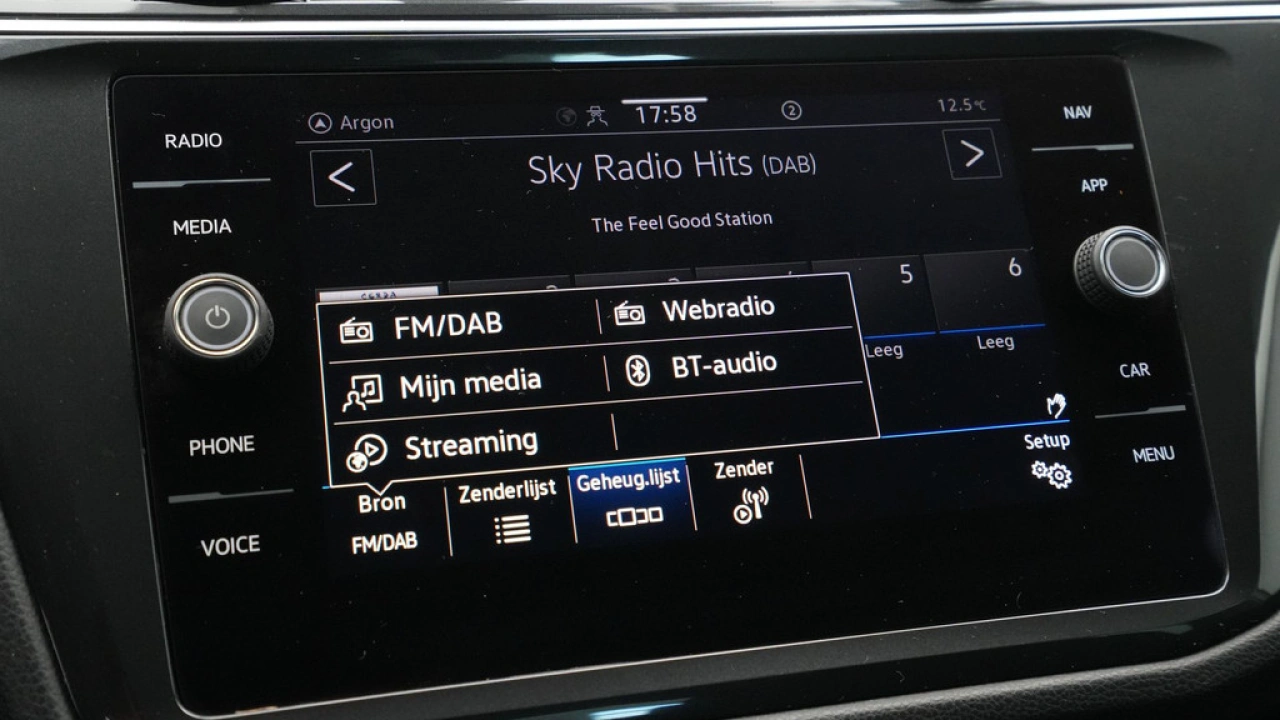 RADIO
MEDIA
PHONE
VOICE
Argon
17:58
2
12.5°C
Sky Radio Hits (DAB)
The Feel Good Station
5
6
Leeg
Leeg
FM/DAB
Webradio
Mijn media
BT-audio
Streaming
Bron
FM/DAB
Zenderlijst
Geheug.lijst
Zender
Setup
NAV
APP
CAR
MENU